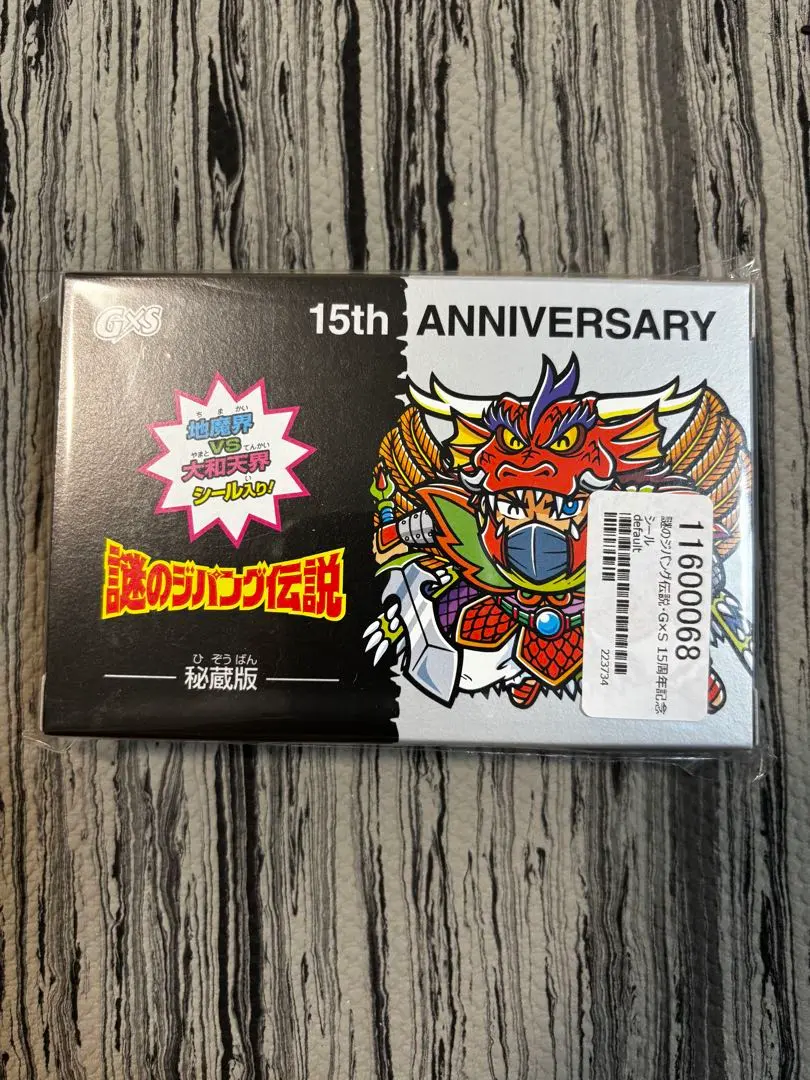 G×S
15th ANNIVERSARY
ちまかい
地魔界
VS
やまとてんかい
大和天界
い
シール入り!
謎のジパング伝説
ひぞうばん
秘蔵版
11600068
謎のジパング伝説・G×S 15周年記念
シール
default
223734